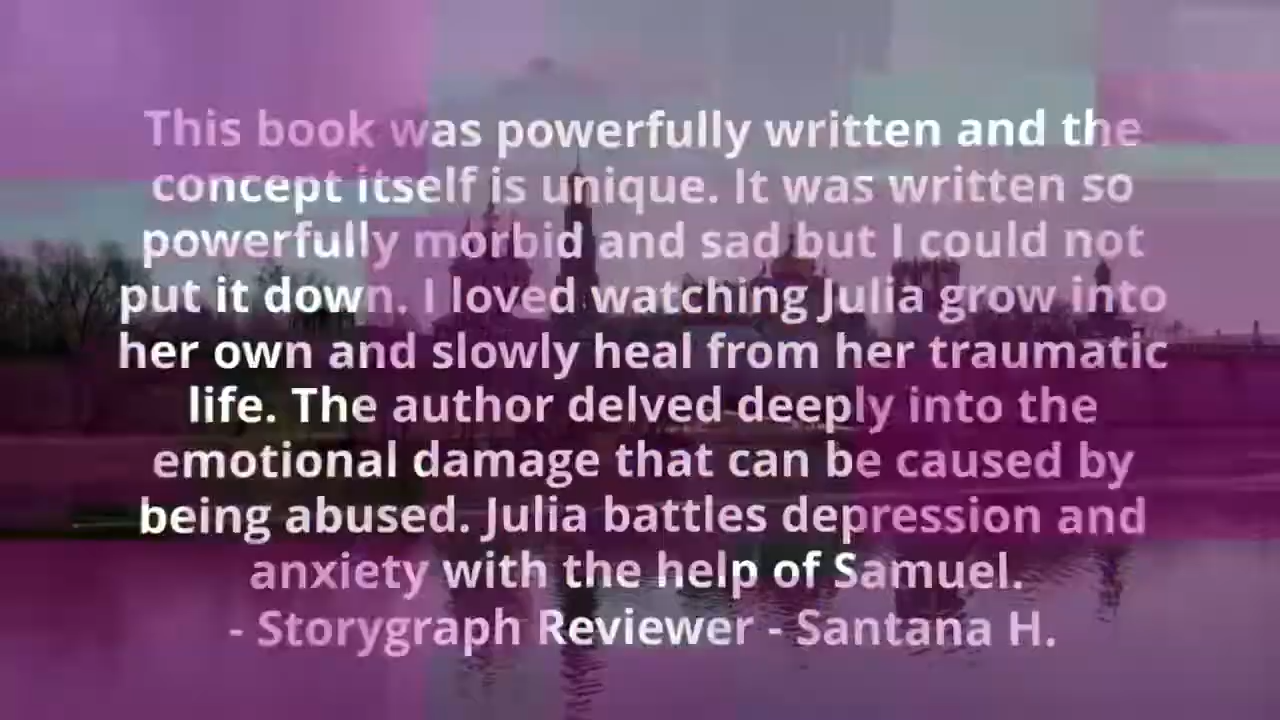 This book was powerfully written and the
concept itself is unique. It was written so
powerfully morbid and sad but I could not
put it down. I loved watching Julia grow into
her own and slowly heal from her traumatic
life. The author delved deeply into the
emotional damage that can be caused by
being abused. Julia battles depression and
anxiety with the help of Samuel.
- Storygraph Reviewer - Santana H.